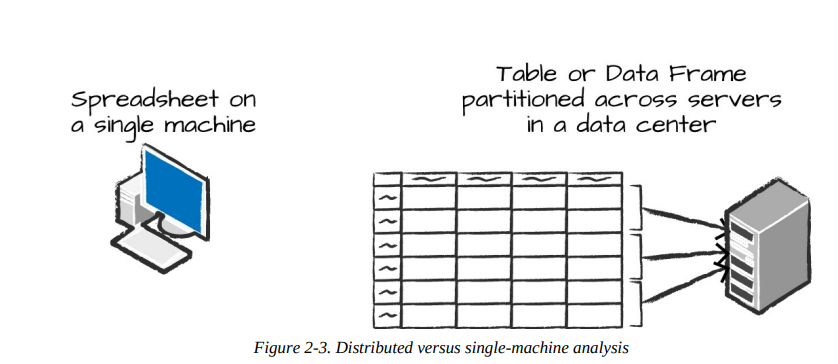 Spreadsheet on
a single machine
Table or Data Frame
partitioned across servers
in a data center
Figure 2-3. Distributed versus single-machine analysis